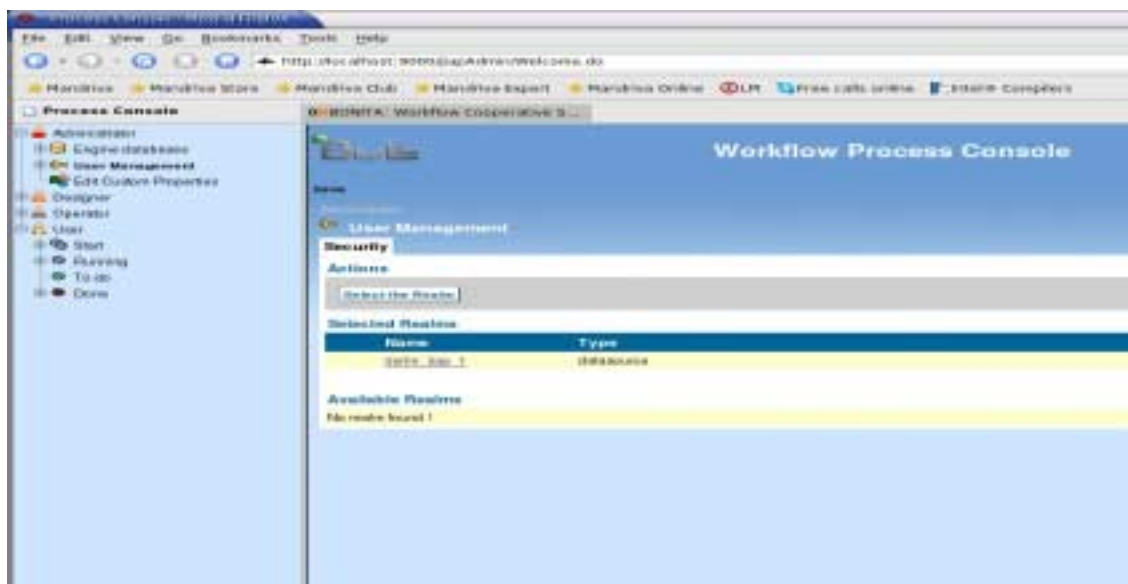 File Edit View Go Bookmarks Tools Help
Mandriva Mandriva Store Mandriva Club Mandriva Expert Mandriva Online LM Free calls online Intel® Compilers
Process Console
BONITA: Workflow Cooperative S...
Administrator
Engine databases
User Management
Edit Custom Properties
Designer
Operator
User
Start
Running
To do
Done
Workflow Process Console
User Management
Security
Actions
Select the Realm
Selected Realms
Name Type
datasource
Available Realms
No realm found !